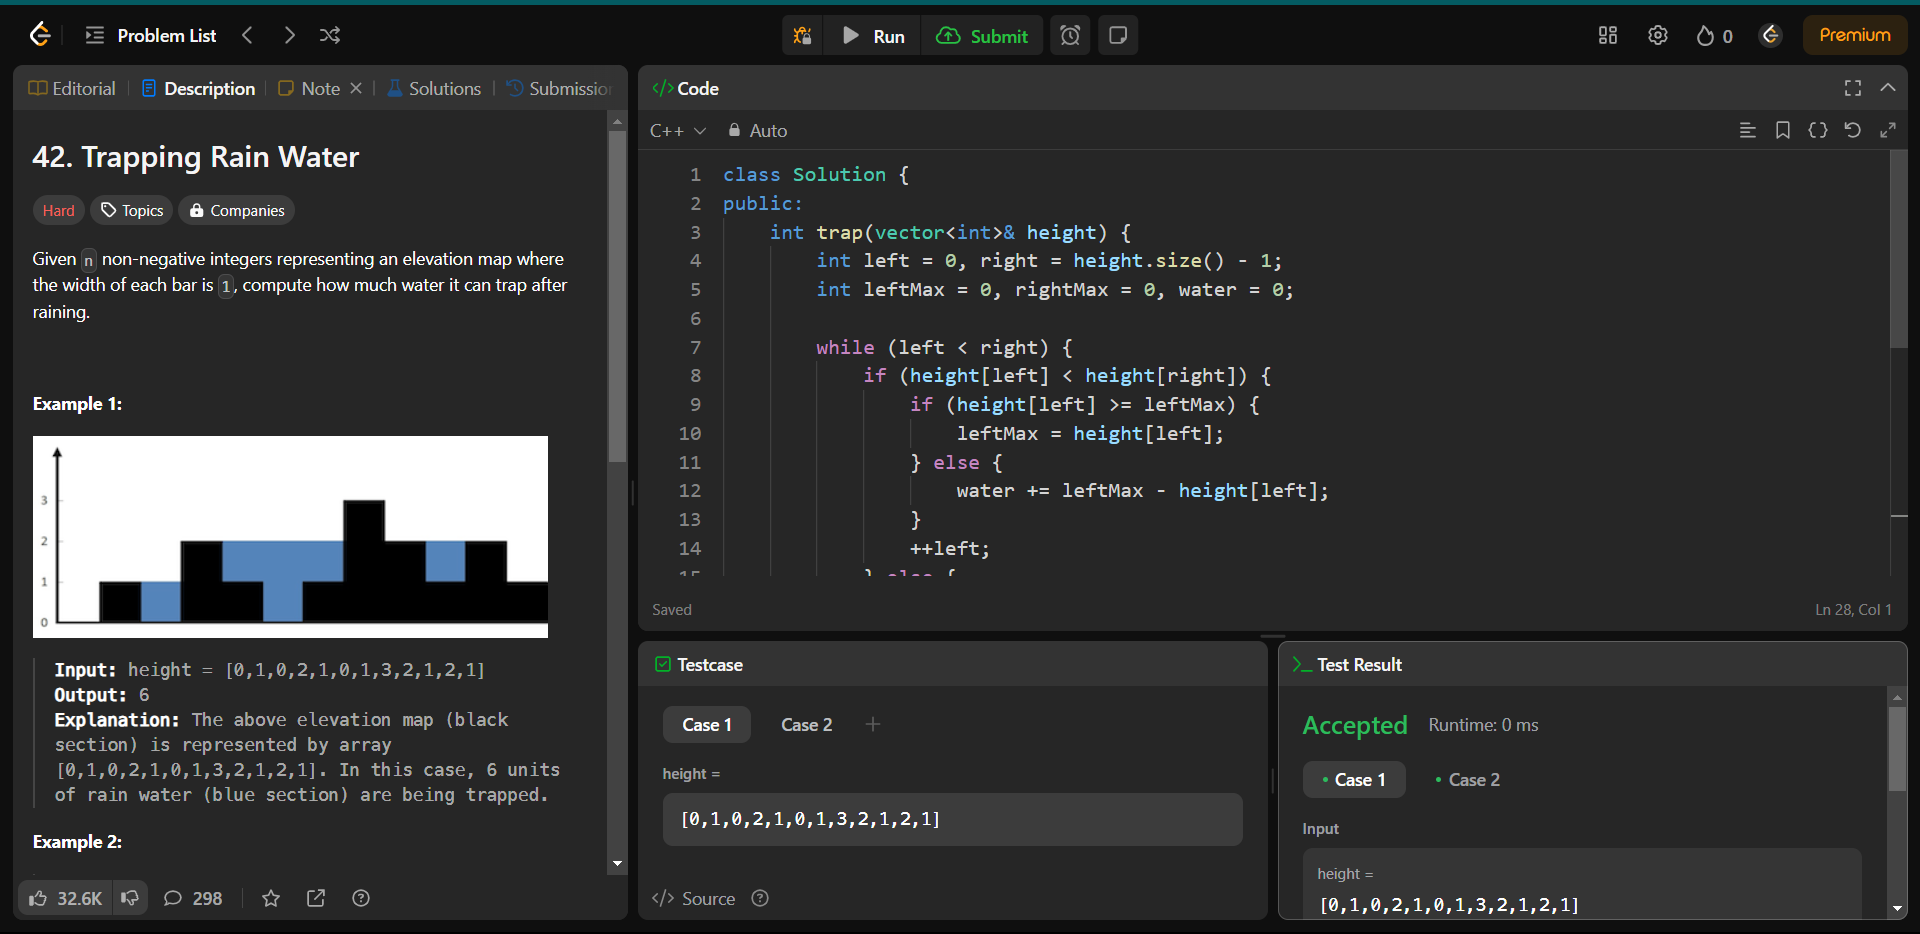 Problem List
Run
Submit
0
Premium
Editorial
Description
Note
Solutions
Submission
42. Trapping Rain Water
Hard
Topics
Companies
Given n non-negative integers representing an elevation map where
the width of each bar is 1, compute how much water it can trap after
raining.
Example 1:
3
2
1
0
Input: height = [0,1,0,2,1,0,1,3,2,1,2,1]
Output: 6
Explanation: The above elevation map (black
section) is represented by array
[0,1,0,2,1,0,1,3,2,1,2,1]. In this case, 6 units
of rain water (blue section) are being trapped.
Example 2:
32.6K
298
</> Code
C++
Auto
1 class Solution {
2 public:
3 int trap(vector<int>& height) {
4 int left = 0, right = height.size() - 1;
5 int leftMax = 0, rightMax = 0, water = 0;
6
7 while (left < right) {
8 if (height[left] < height[right]) {
9 if (height[left] >= leftMax) {
10 leftMax = height[left];
11 } else {
12 water += leftMax - height[left];
13 }
14 ++left;
15 } else {
Saved
Ln 28, Col 1
Testcase
Case 1
Case 2
height =
[0,1,0,2,1,0,1,3,2,1,2,1]
</> Source
Test Result
Accepted
Runtime: 0 ms
Case 1
Case 2
Input
height =
[0,1,0,2,1,0,1,3,2,1,2,1]